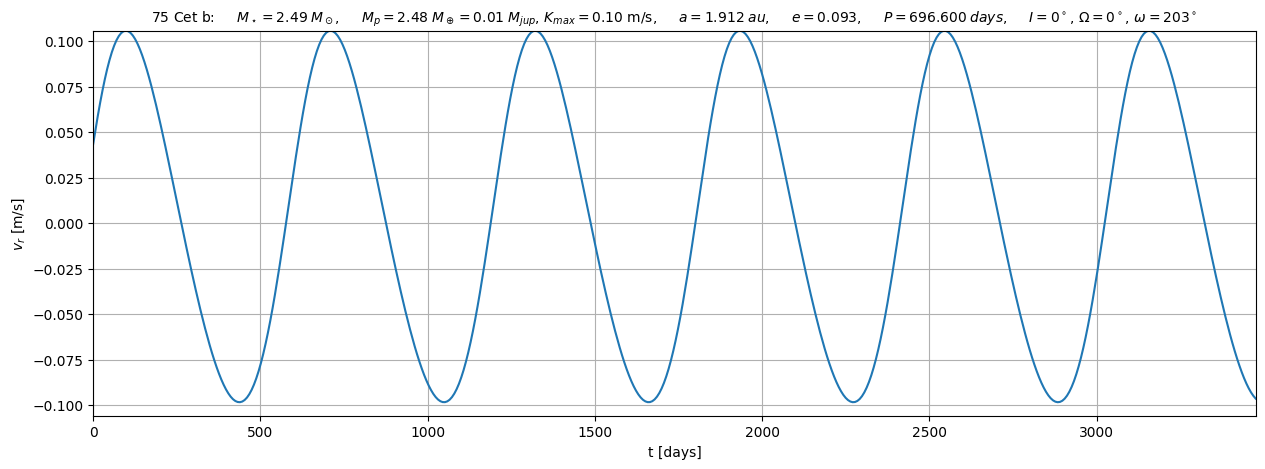 75 Cet b: M⋆ = 2.49 M⊙, Mp = 2.48 M⊕ = 0.01 Mjup, Kmax = 0.10 m/s, a = 1.912 au, e = 0.093, P = 696.600 days, I = 0°, Ω = 0°, ω = 203°
0.100
0.075
0.050
0.025
0.000
−0.025
−0.050
−0.075
−0.100
vr [m/s]
0 500 1000 1500 2000 2500 3000
t [days]